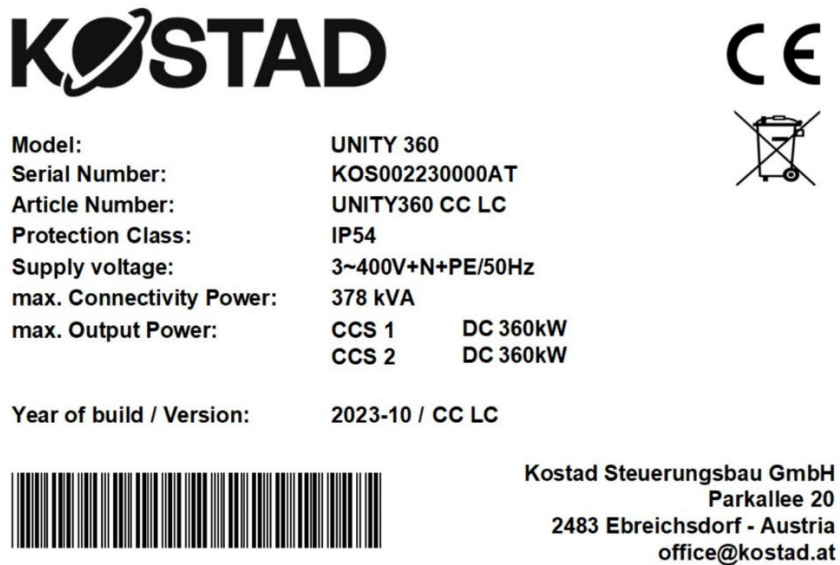 KOSTAD
CE
Model: UNITY 360
Serial Number: KOS002230000AT
Article Number: UNITY360 CC LC
Protection Class: IP54
Supply voltage: 3~400V+N+PE/50Hz
max. Connectivity Power: 378 kVA
max. Output Power: CCS 1 DC 360kW
CCS 2 DC 360kW
Year of build / Version: 2023-10 / CC LC
Kostad Steuerungsbau GmbH
Parkallee 20
2483 Ebreichsdorf - Austria
office@kostad.at